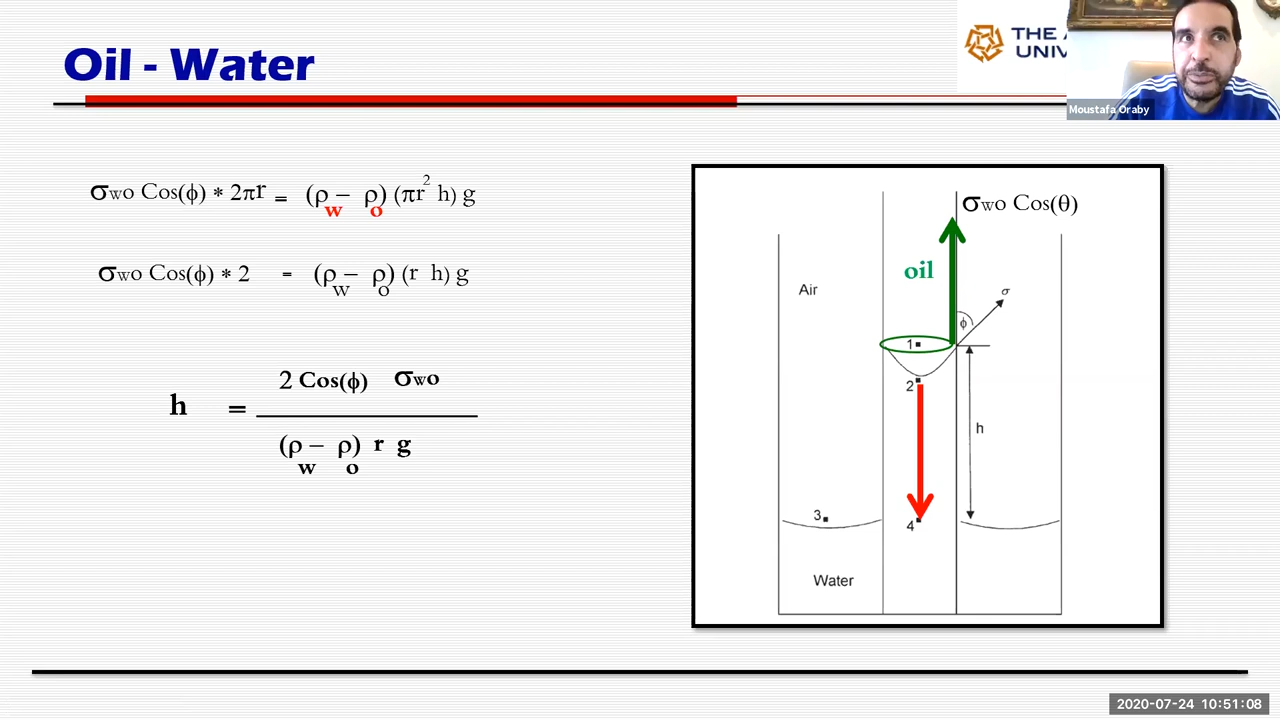 Oil - Water
THE A
UNIV
Moustafa Oraby
σwo Cos(ϕ) * 2πr = (ρw – ρo) (πr² h) g
σwo Cos(ϕ) * 2 = (ρw – ρo) (r h) g
h = 2 Cos(ϕ) σwo
(ρw – ρo) r g
σwo Cos(θ)
oil
Air
σ
ϕ
1
2
h
3
4
Water
2020-07-24 10:51:08